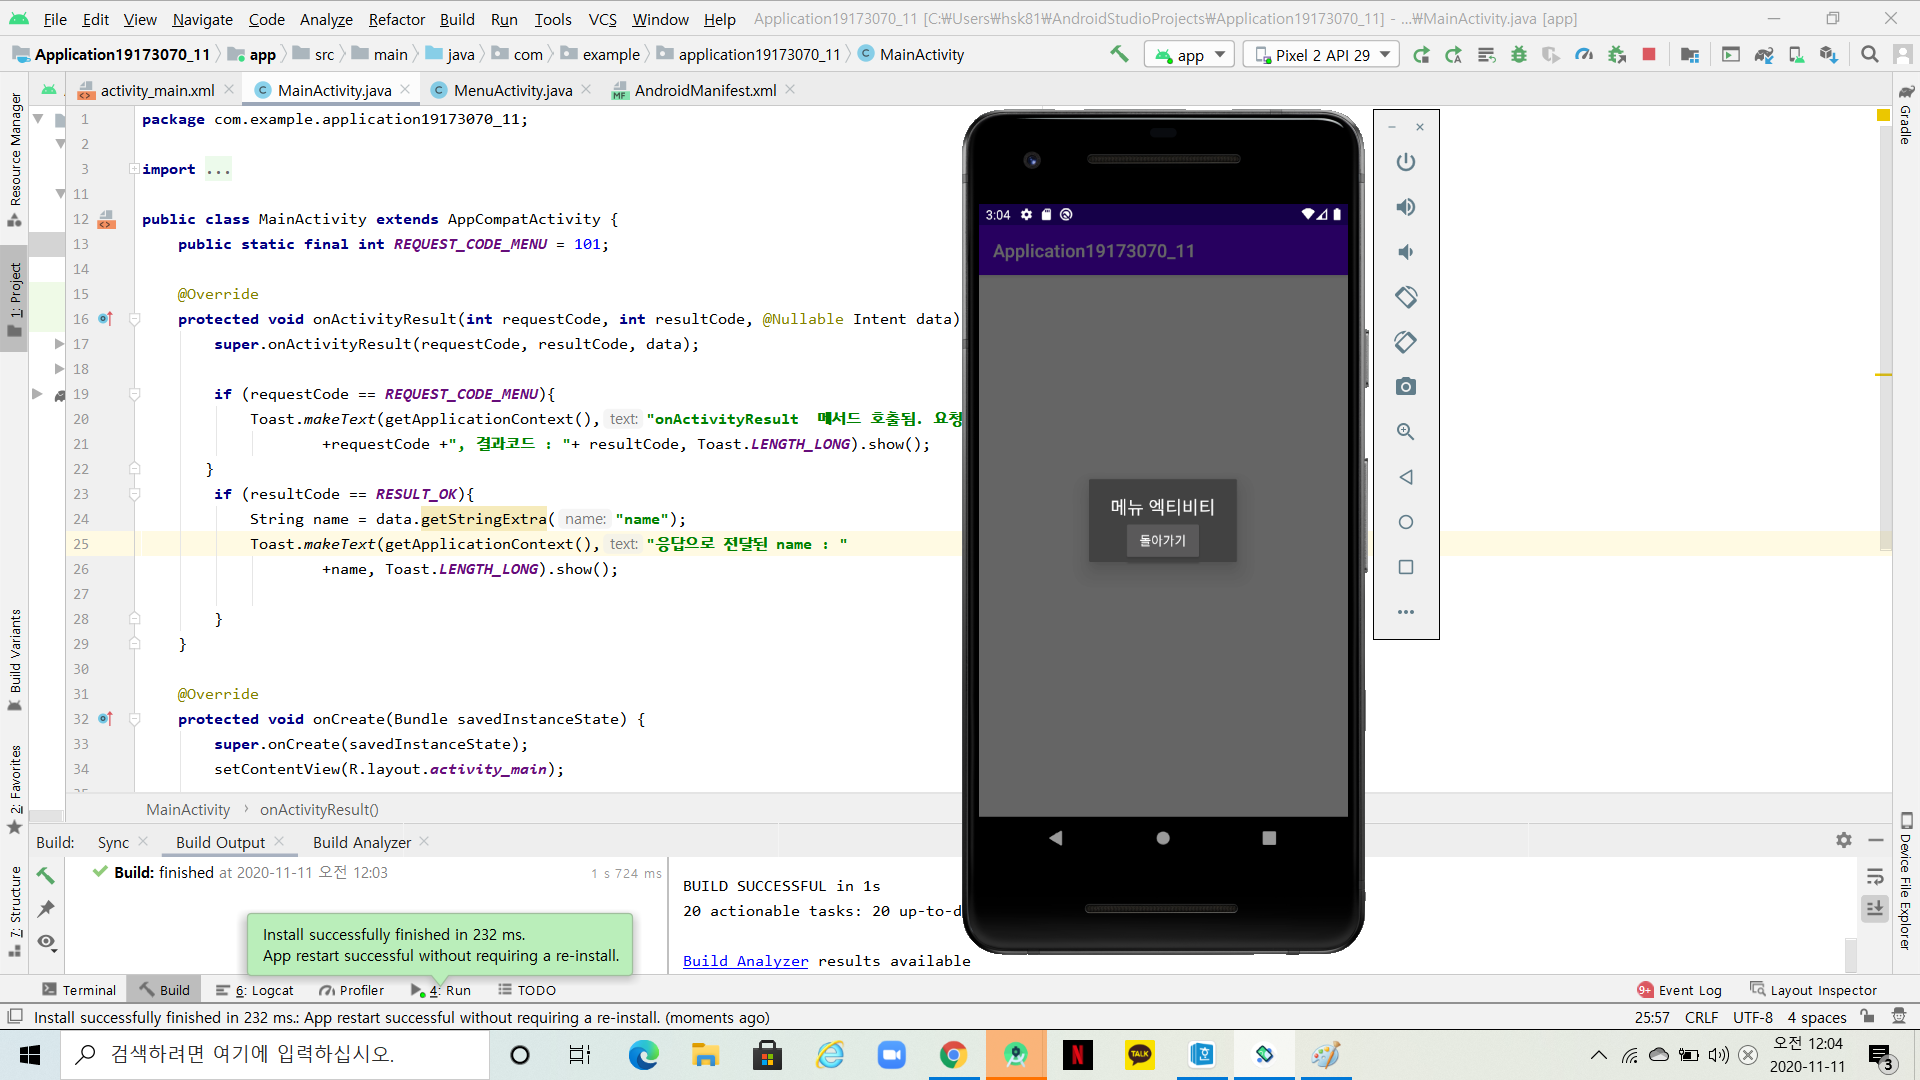 File Edit View Navigate Code Analyze Refactor Build Run Tools VCS Window Help Application19173070_11 [C:₩Users₩hsk81₩AndroidStudioProjects₩Application19173070_11] - ...₩MainActivity.java [app]
Application19173070_11 app src main java com example application19173070_11 MainActivity app Pixel 2 API 29
activity_main.xml MainActivity.java MenuActivity.java AndroidManifest.xml
Resource Manager
1: Project
Build Variants
2: Favorites
7: Structure
Gradle
Device File Explorer
1 package com.example.application19173070_11;
2
3 import ...
11
12 public class MainActivity extends AppCompatActivity {
13 public static final int REQUEST_CODE_MENU = 101;
14
15 @Override
16 protected void onActivityResult(int requestCode, int resultCode, @Nullable Intent data)
17 super.onActivityResult(requestCode, resultCode, data);
18
19 if (requestCode == REQUEST_CODE_MENU){
20 Toast.makeText(getApplicationContext(), text: "onActivityResult 메서드 호출됨. 요청
21 +requestCode +", 결과코드 : "+ resultCode, Toast.LENGTH_LONG).show();
22 }
23 if (resultCode == RESULT_OK){
24 String name = data.getStringExtra( name: "name");
25 Toast.makeText(getApplicationContext(), text: "응답으로 전달된 name : "
26 +name, Toast.LENGTH_LONG).show();
27
28 }
29 }
30
31 @Override
32 protected void onCreate(Bundle savedInstanceState) {
33 super.onCreate(savedInstanceState);
34 setContentView(R.layout.activity_main);
3:04
Application19173070_11
메뉴 엑티비티
돌아가기
MainActivity › onActivityResult()
Build: Sync Build Output Build Analyzer
Build: finished at 2020-11-11 오전 12:03 1 s 724 ms
BUILD SUCCESSFUL in 1s
20 actionable tasks: 20 up-to-d
Build Analyzer results available
Install successfully finished in 232 ms.
App restart successful without requiring a re-install.
Terminal Build 6: Logcat Profiler 4: Run TODO 9+ Event Log Layout Inspector
Install successfully finished in 232 ms.: App restart successful without requiring a re-install. (moments ago) 25:57 CRLF UTF-8 4 spaces
검색하려면 여기에 입력하십시오.
N
TALK
오전 12:04
2020-11-11
3